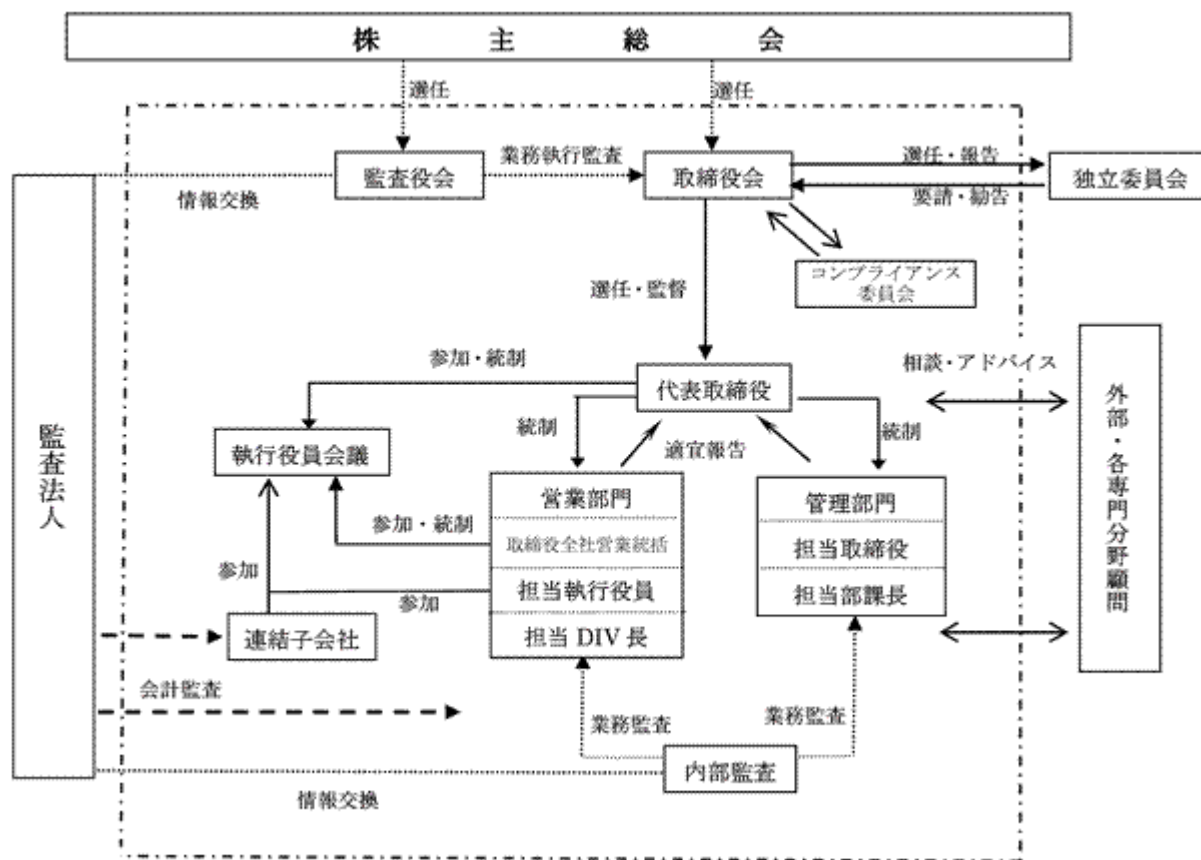 株主総会
選任
選任
監査役会
業務執行監査
取締役会
選任・報告
要請・勧告
独立委員会
情報交換
コンプライアンス
委員会
選任・監督
参加・統制
代表取締役
相談・アドバイス
統制
統制
適宜報告
執行役員会議
監査法人
外部・各専門分野顧問
営業部門
取締役全社営業統括
担当執行役員
担当 DIV 長
管理部門
担当取締役
担当部課長
参加・統制
参加
参加
連結子会社
会計監査
業務監査
業務監査
内部監査
情報交換